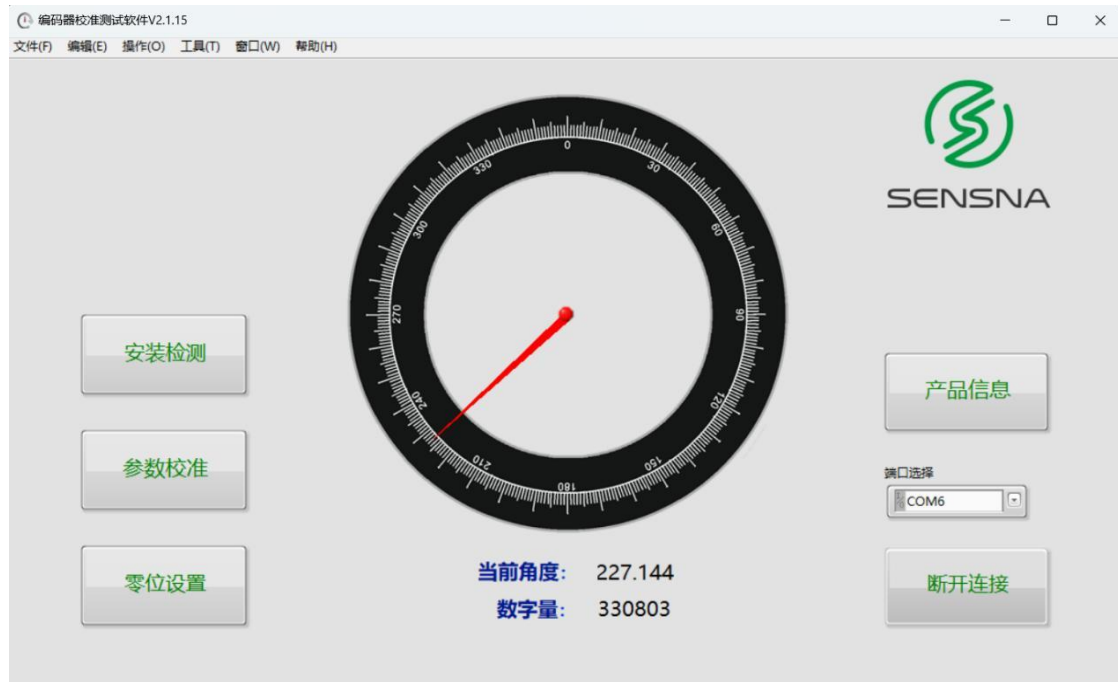 编码器校准测试软件V2.1.15
文件(F) 编辑(E) 操作(O) 工具(T) 窗口(W) 帮助(H)
0
30
60
90
120
150
180
210
240
270
300
330
SENSNA
安装检测
参数校准
零位设置
产品信息
端口选择
COM6
断开连接
当前角度: 227.144
数字量: 330803